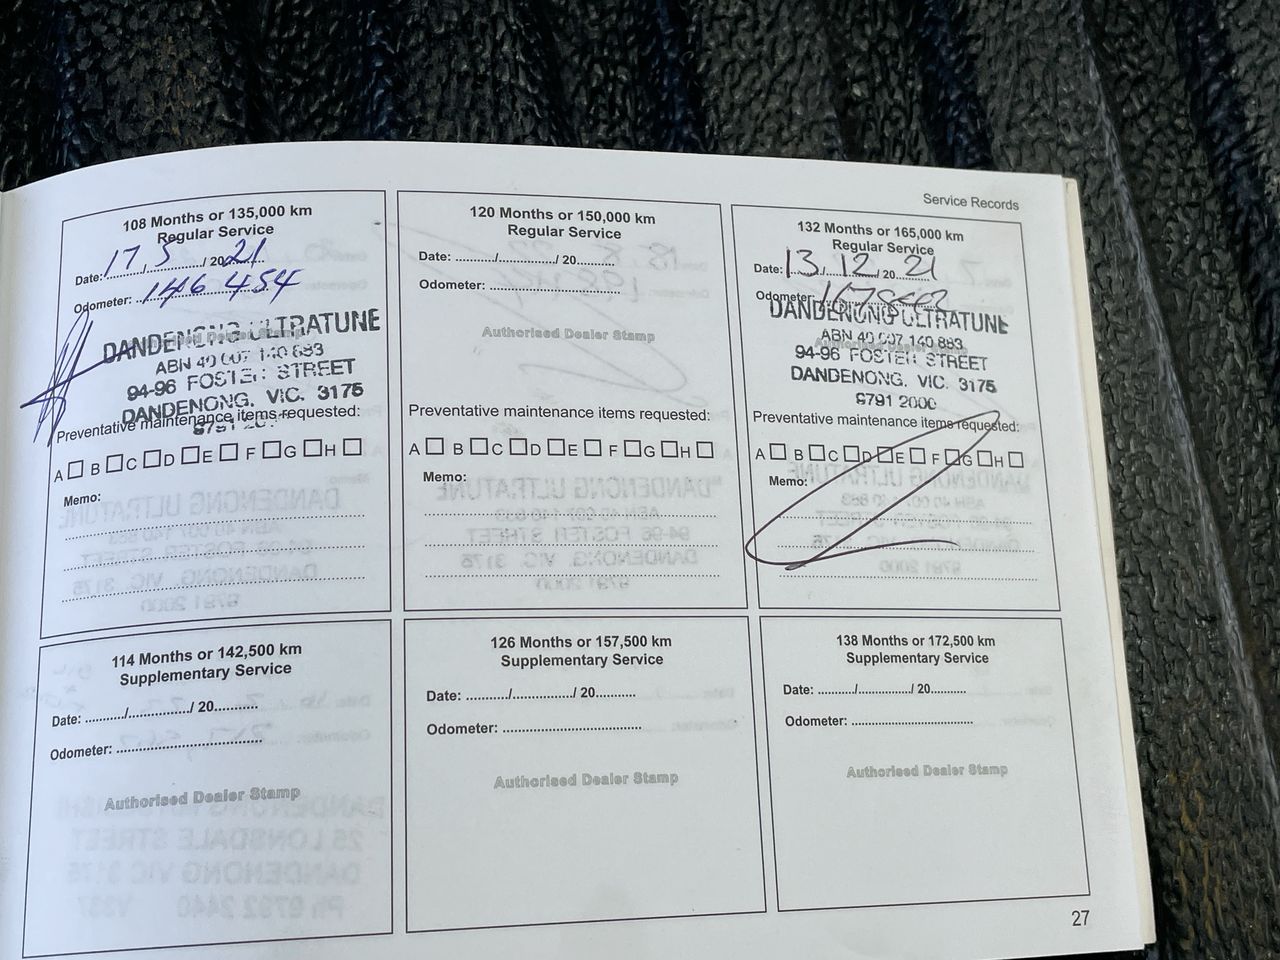 Service Records
108 Months or 135,000 km
Regular Service
Date: 17 / 5 / 2021
Odometer: 146 454
DANDENONG ULTRATUNE
Authorised Dealer Stamp
ABN 40 007 140 883
94-96 FOSTER STREET
DANDENONG. VIC. 3175
Preventative maintenance items requested:
A B C D E F G H
Memo:
120 Months or 150,000 km
Regular Service
Date: ........../............/ 20..........
Odometer: ....................................
Authorised Dealer Stamp
Preventative maintenance items requested:
A B C D E F G H
Memo:
132 Months or 165,000 km
Regular Service
Date: 13 / 12 / 20 21
Odometer:
DANDENONG ULTRATUNE
ABN 40 007 140 883
94-96 FOSTER STREET
DANDENONG. VIC. 3175
9791 2000
Preventative maintenance items requested:
A B C D E F G H
Memo:
114 Months or 142,500 km
Supplementary Service
Date: ........../............/ 20..........
Odometer: ....................................
Authorised Dealer Stamp
126 Months or 157,500 km
Supplementary Service
Date: ........../............/ 20..........
Odometer: ....................................
Authorised Dealer Stamp
138 Months or 172,500 km
Supplementary Service
Date: ........../............/ 20..........
Odometer: ....................................
Authorised Dealer Stamp
27